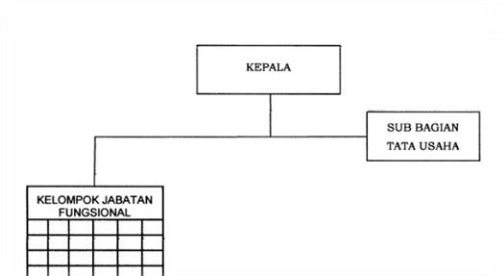 KEPALA
SUB BAGIAN
TATA USAHA
KELOMPOK JABATAN
FUNGSIONAL